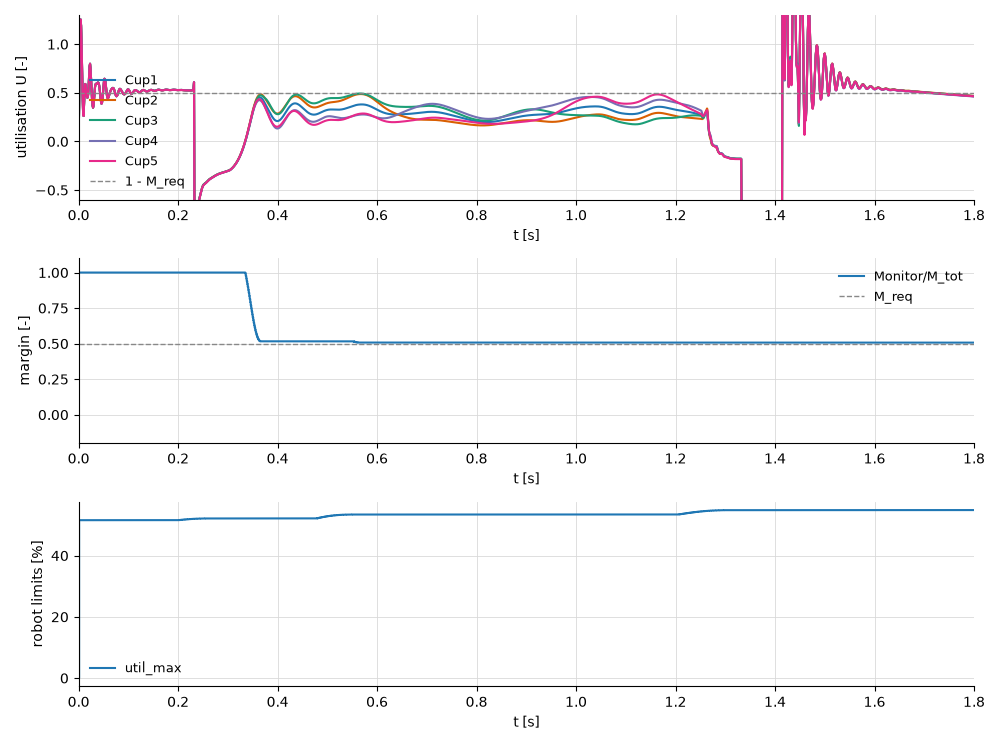 1.0
0.5
0.0
−0.5
utilisation U [-]
Cup1
Cup2
Cup3
Cup4
Cup5
1 - M_req
0.0 0.2 0.4 0.6 0.8 1.0 1.2 1.4 1.6 1.8
t [s]
1.00
0.75
0.50
0.25
0.00
margin [-]
Monitor/M_tot
M_req
0.0 0.2 0.4 0.6 0.8 1.0 1.2 1.4 1.6 1.8
t [s]
40
20
0
robot limits [%]
util_max
0.0 0.2 0.4 0.6 0.8 1.0 1.2 1.4 1.6 1.8
t [s]